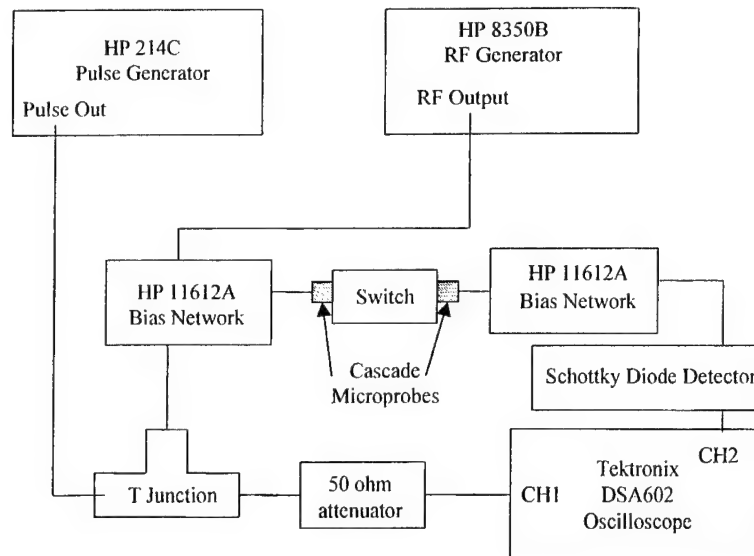 HP 214C
Pulse Generator
Pulse Out
HP 8350B
RF Generator
RF Output
HP 11612A
Bias Network
Switch
HP 11612A
Bias Network
Cascade
Microprobes
Schottky Diode Detector
T Junction
50 ohm
attenuator
CH1
CH2
Tektronix
DSA602
Oscilloscope